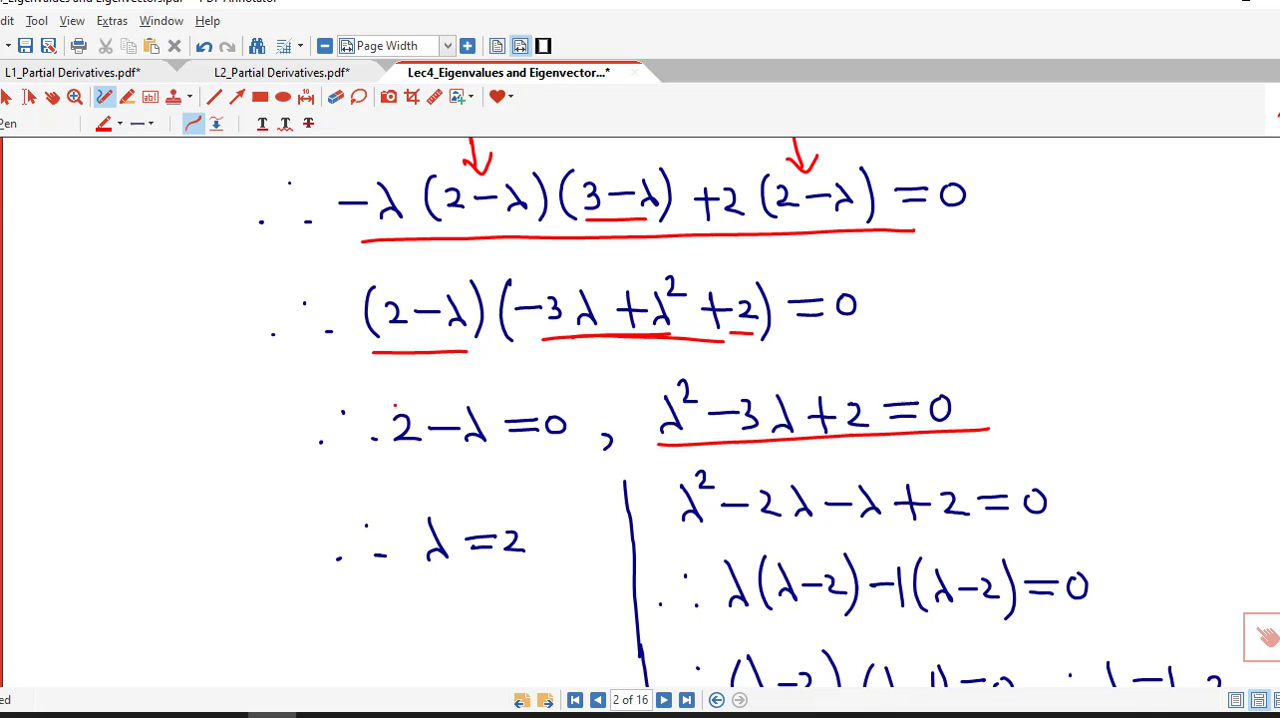 _Eigenvalues and Eigenvectors.pdf - PDF Annotator
dit Tool View Extras Window Help
Page Width
L1_Partial Derivatives.pdf* L2_Partial Derivatives.pdf* Lec4_Eigenvalues and Eigenvector...*
Pen
∴ -λ(2-λ)(3-λ) +2(2-λ) = 0
∴ (2-λ)(-3λ+λ²+2) = 0
∴ 2-λ=0 , λ²-3λ+2=0
λ²-2λ-λ+2=0
∴ λ=2
∴ λ(λ-2)-1(λ-2)=0
2 of 16